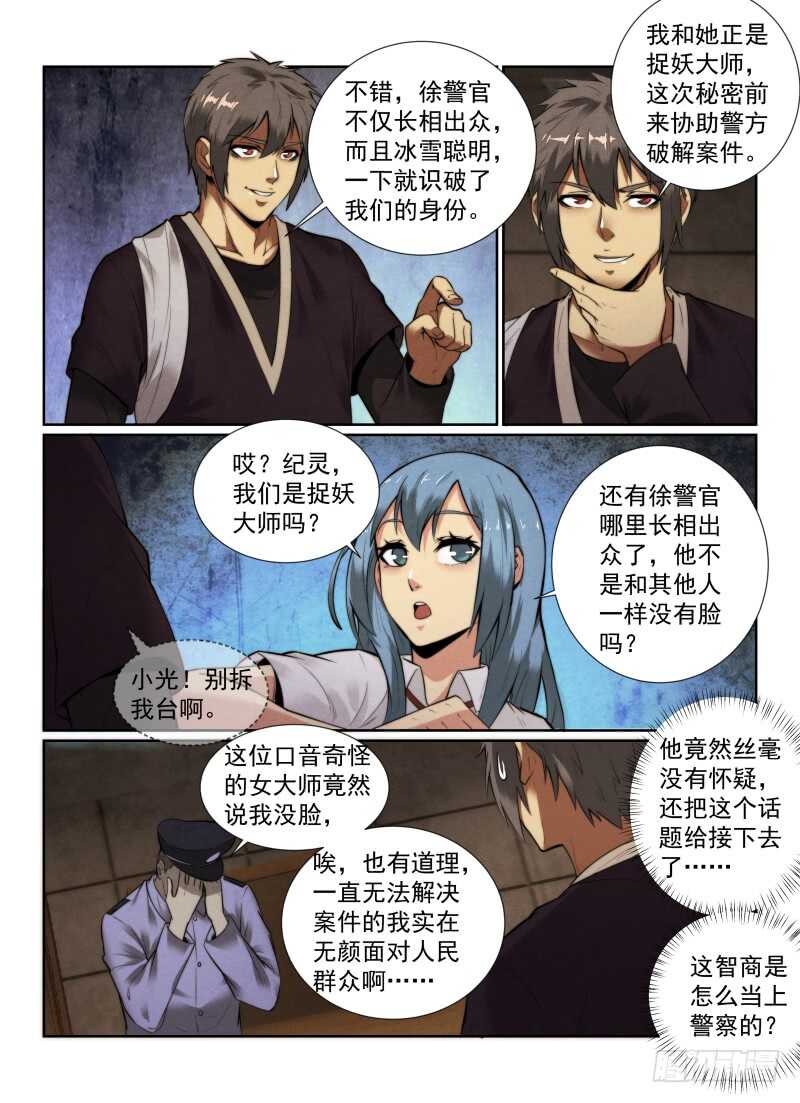 不错，徐警官
不仅长相出众，
而且冰雪聪明，
一下就识破了
我们的身份。
我和她正是
捉妖大师，
这次秘密前
来协助警方
破解案件。
哎？纪灵，
我们是捉妖
大师吗？
还有徐警官
哪里长相出
众了，他不
是和其他人
一样没有脸
吗？
小光！别拆
我台啊。
这位口音奇怪
的女大师竟然
说我没脸，
唉，也有道理，
一直无法解决
案件的我实在
无颜面对人民
群众啊⋯⋯
他竟然丝毫
没有怀疑，
还把这个话
题给接下去
了⋯⋯
这智商是
怎么当上
警察的？
腾讯动漫